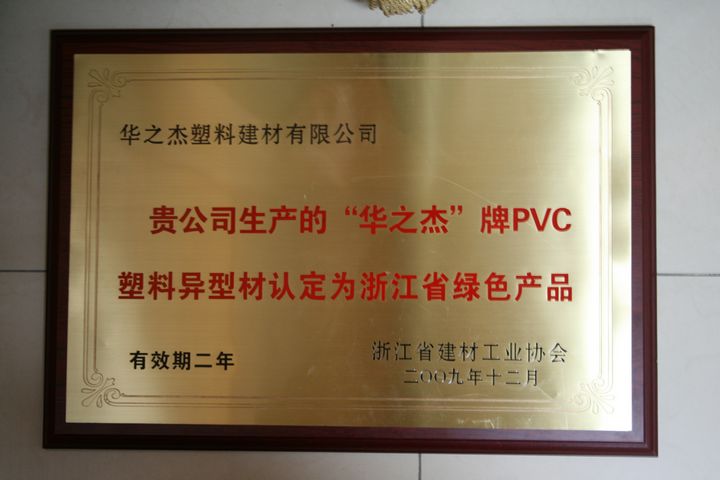 华之杰塑料建材有限公司
贵公司生产的“华之杰”牌PVC
塑料异型材认定为浙江省绿色产品
有效期二年
浙江省建材工业协会
二〇〇九年十二月